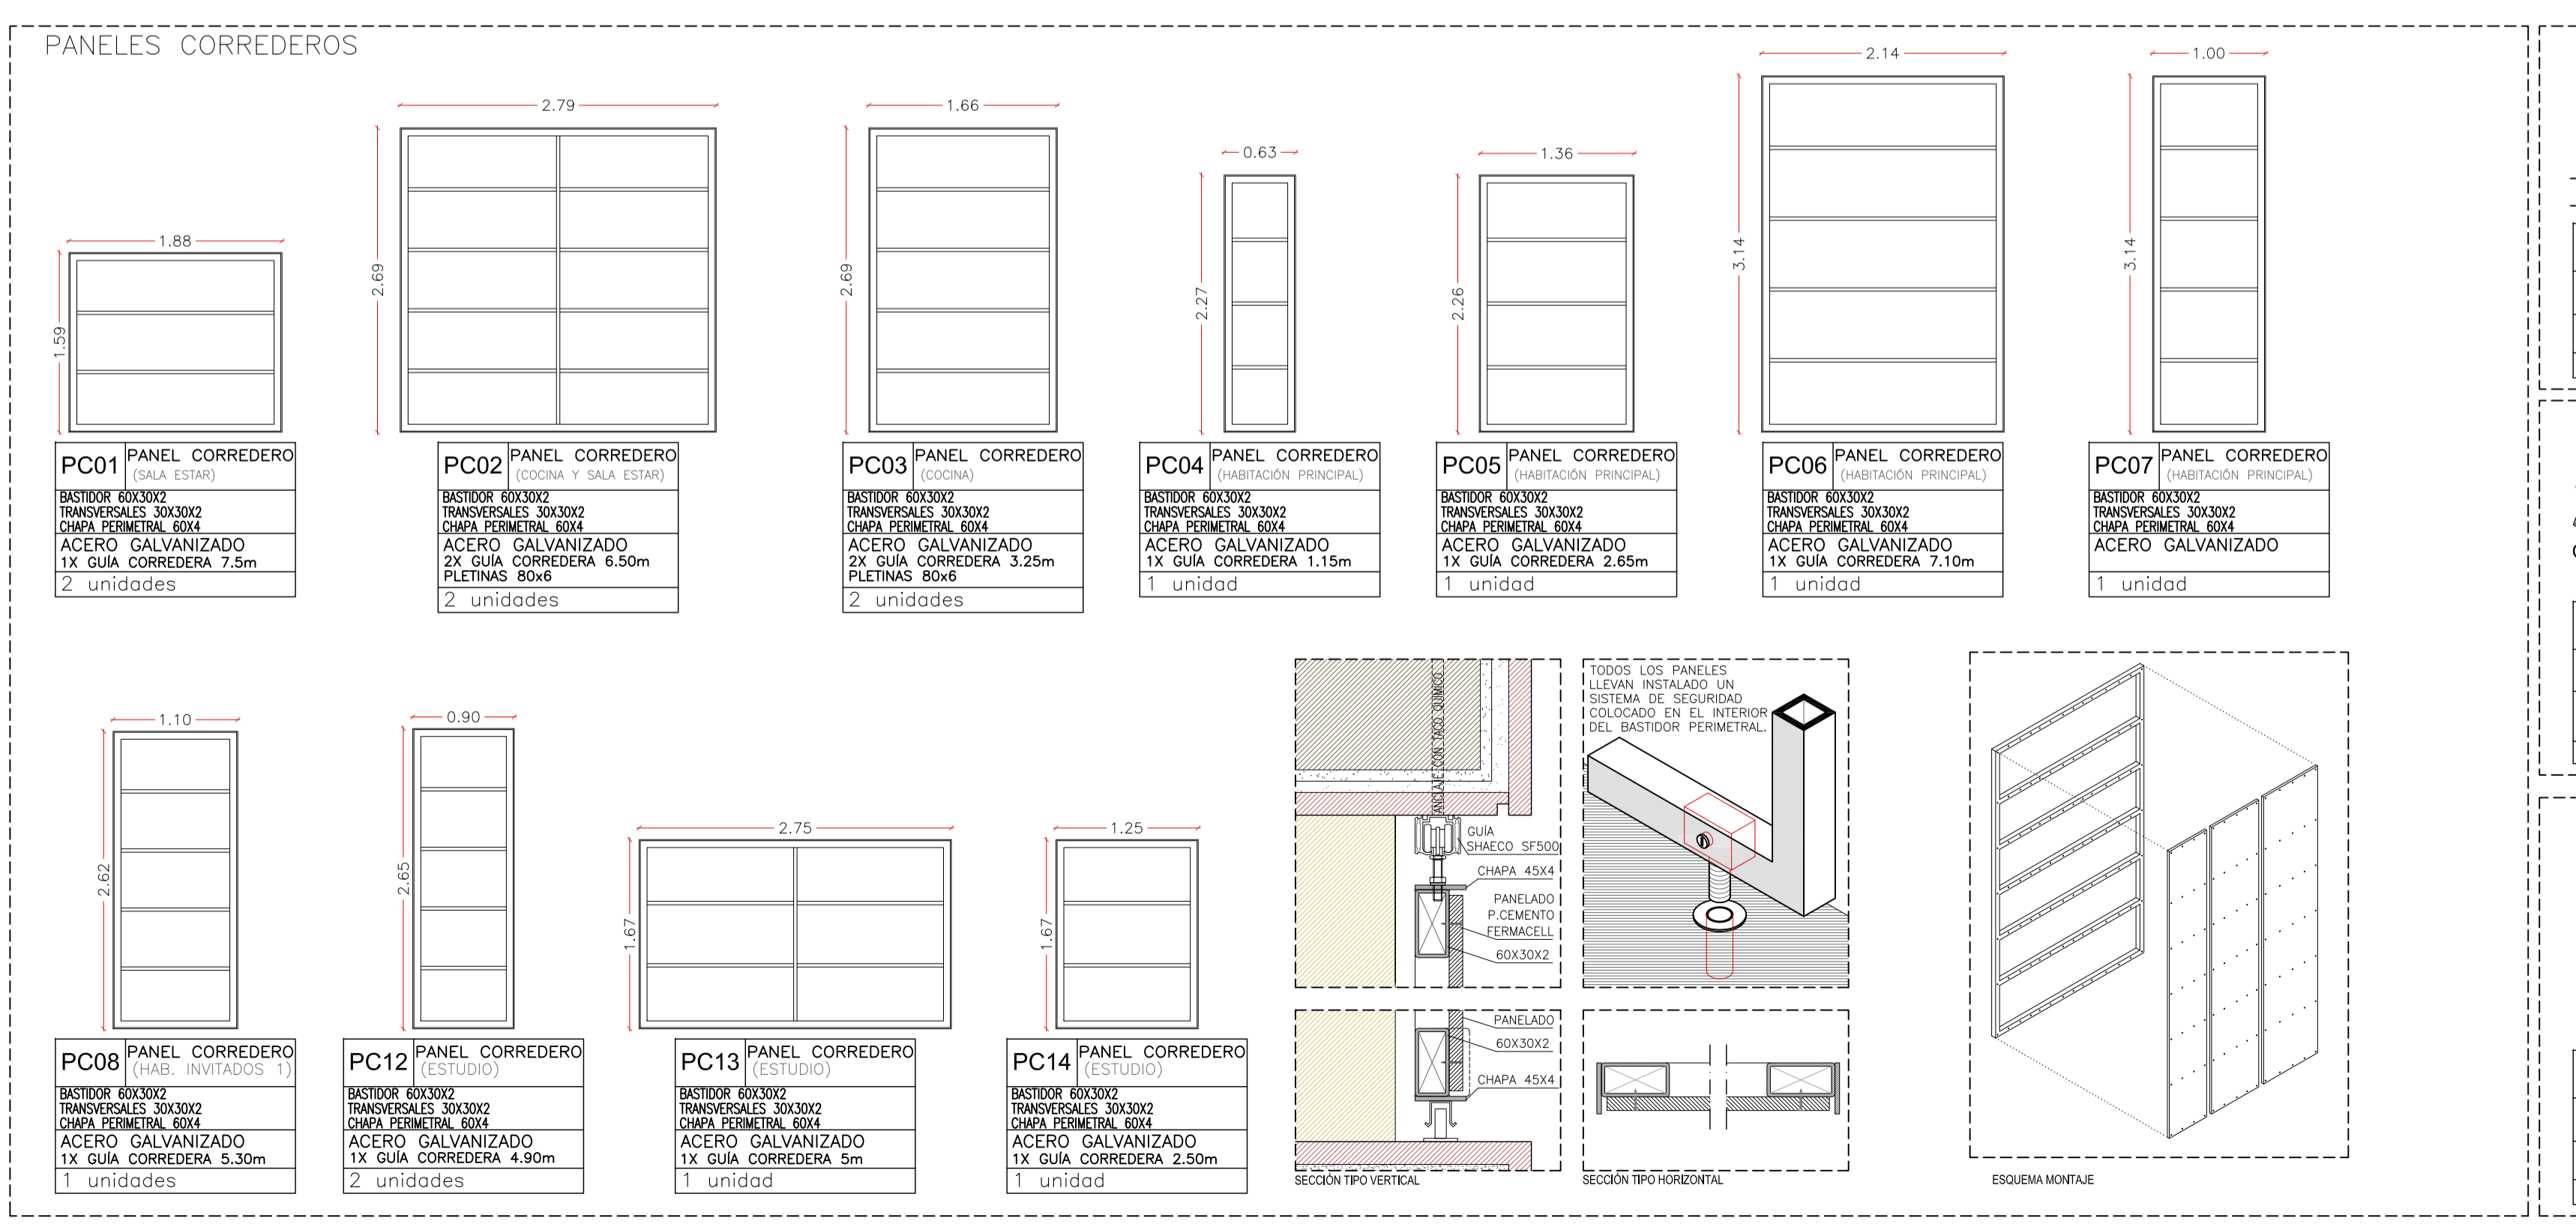 PANELES CORREDEROS
1.88
1.59
PC01
PANEL CORREDERO
(SALA ESTAR)
BASTIDOR 60X30X2
TRANSVERSALES 30X30X2
CHAPA PERIMETRAL 60X4
ACERO GALVANIZADO
1X GUÍA CORREDERA 7.5m
2 unidades
2.79
2.69
PC02
PANEL CORREDERO
(COCINA Y SALA ESTAR)
BASTIDOR 60X30X2
TRANSVERSALES 30X30X2
CHAPA PERIMETRAL 60X4
ACERO GALVANIZADO
2X GUÍA CORREDERA 6.50m
PLETINAS 80x6
2 unidades
1.66
2.69
PC03
PANEL CORREDERO
(COCINA)
BASTIDOR 60X30X2
TRANSVERSALES 30X30X2
CHAPA PERIMETRAL 60X4
ACERO GALVANIZADO
2X GUÍA CORREDERA 3.25m
PLETINAS 80x6
2 unidades
0.63
2.27
PC04
PANEL CORREDERO
(HABITACIÓN PRINCIPAL)
BASTIDOR 60X30X2
TRANSVERSALES 30X30X2
CHAPA PERIMETRAL 60X4
ACERO GALVANIZADO
1X GUÍA CORREDERA 1.15m
1 unidad
1.36
2.26
PC05
PANEL CORREDERO
(HABITACIÓN PRINCIPAL)
BASTIDOR 60X30X2
TRANSVERSALES 30X30X2
CHAPA PERIMETRAL 60X4
ACERO GALVANIZADO
1X GUÍA CORREDERA 2.65m
1 unidad
2.14
3.14
PC06
PANEL CORREDERO
(HABITACIÓN PRINCIPAL)
BASTIDOR 60X30X2
TRANSVERSALES 30X30X2
CHAPA PERIMETRAL 60X4
ACERO GALVANIZADO
1X GUÍA CORREDERA 7.10m
1 unidad
1.00
3.14
PC07
PANEL CORREDERO
(HABITACIÓN PRINCIPAL)
BASTIDOR 60X30X2
TRANSVERSALES 30X30X2
CHAPA PERIMETRAL 60X4
ACERO GALVANIZADO
1 unidad
1.10
2.62
PC08
PANEL CORREDERO
(HAB. INVITADOS 1)
BASTIDOR 60X30X2
TRANSVERSALES 30X30X2
CHAPA PERIMETRAL 60X4
ACERO GALVANIZADO
1X GUÍA CORREDERA 5.30m
1 unidades
0.90
2.65
PC12
PANEL CORREDERO
(ESTUDIO)
BASTIDOR 60X30X2
TRANSVERSALES 30X30X2
CHAPA PERIMETRAL 60X4
ACERO GALVANIZADO
1X GUÍA CORREDERA 4.90m
2 unidades
2.75
1.67
PC13
PANEL CORREDERO
(ESTUDIO)
BASTIDOR 60X30X2
TRANSVERSALES 30X30X2
CHAPA PERIMETRAL 60X4
ACERO GALVANIZADO
1X GUÍA CORREDERA 5m
1 unidad
1.25
1.67
PC14
PANEL CORREDERO
(ESTUDIO)
BASTIDOR 60X30X2
TRANSVERSALES 30X30X2
CHAPA PERIMETRAL 60X4
ACERO GALVANIZADO
1X GUÍA CORREDERA 2.50m
1 unidad
ANCLAJE CON TACO QUIMICO
GUÍA
SHAECO SF500
CHAPA 45X4
PANELADO
P.CEMENTO
FERMACELL
60X30X2
PANELADO
60X30X2
CHAPA 45X4
SECCIÓN TIPO VERTICAL
TODOS LOS PANELES
LLEVAN INSTALADO UN
SISTEMA DE SEGURIDAD
COLOCADO EN EL INTERIOR
DEL BASTIDOR PERIMETRAL.
SECCIÓN TIPO HORIZONTAL
ESQUEMA MONTAJE